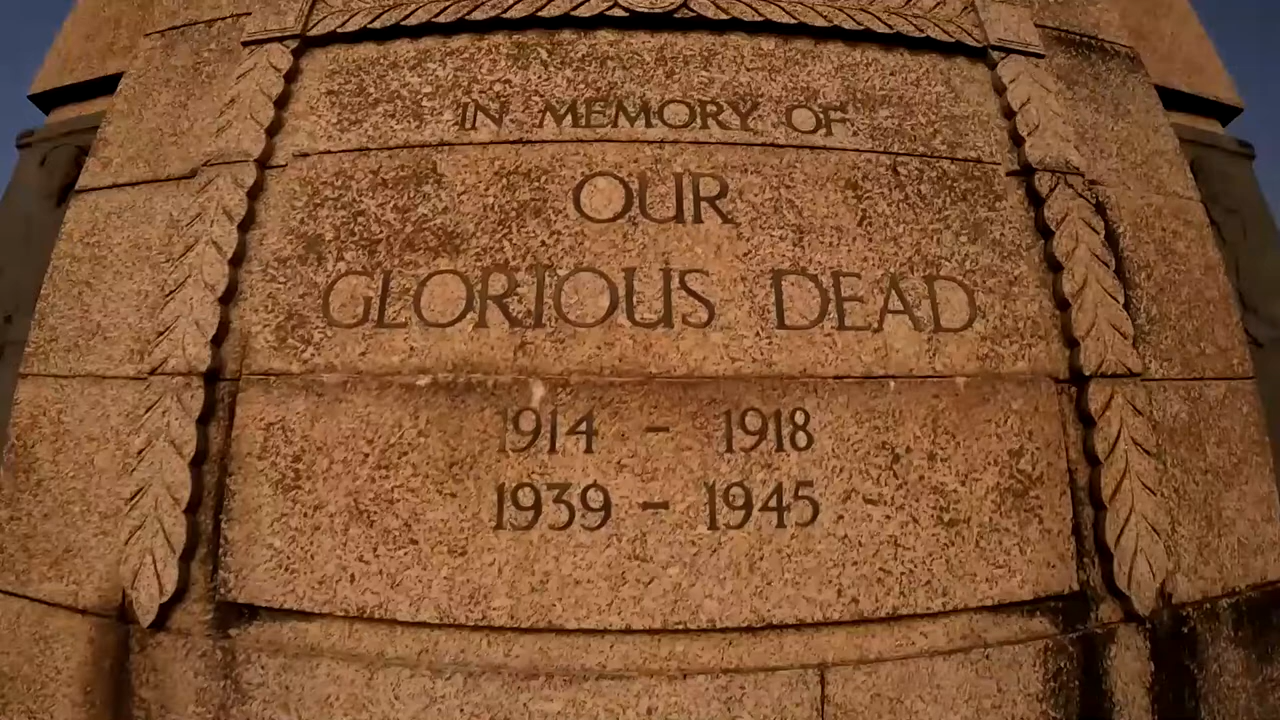 IN MEMORY OF
OUR
GLORIOUS DEAD
1914 - 1918
1939 - 1945